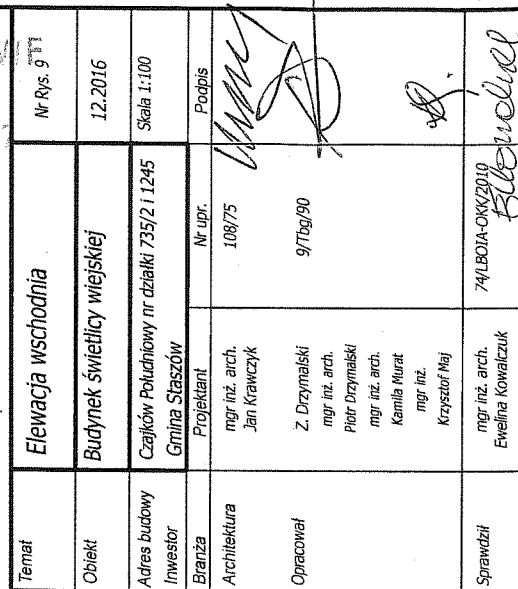 Temat Elewacja wschodnia Nr Rys. 9
Obiekt Budynek świetlicy wiejskiej 12.2016
Adres budowy Czajków Południowy nr działki 735/2 i 1245 Skala 1:100
Inwestor Gmina Staszów
Branża Projektant Nr upr. Podpis
Architektura mgr inż. arch. 108/75
Jan Krawczyk
Opracował Z. Drzymalski 9/Tbg/90
mgr inż. arch.
Piotr Drzymalski
mgr inż. arch.
Kamila Murat
mgr inż.
Krzysztof Maj
Sprawdził mgr inż. arch. 74/LBOIA-OKK/2010
Ewelina Kowalczuk